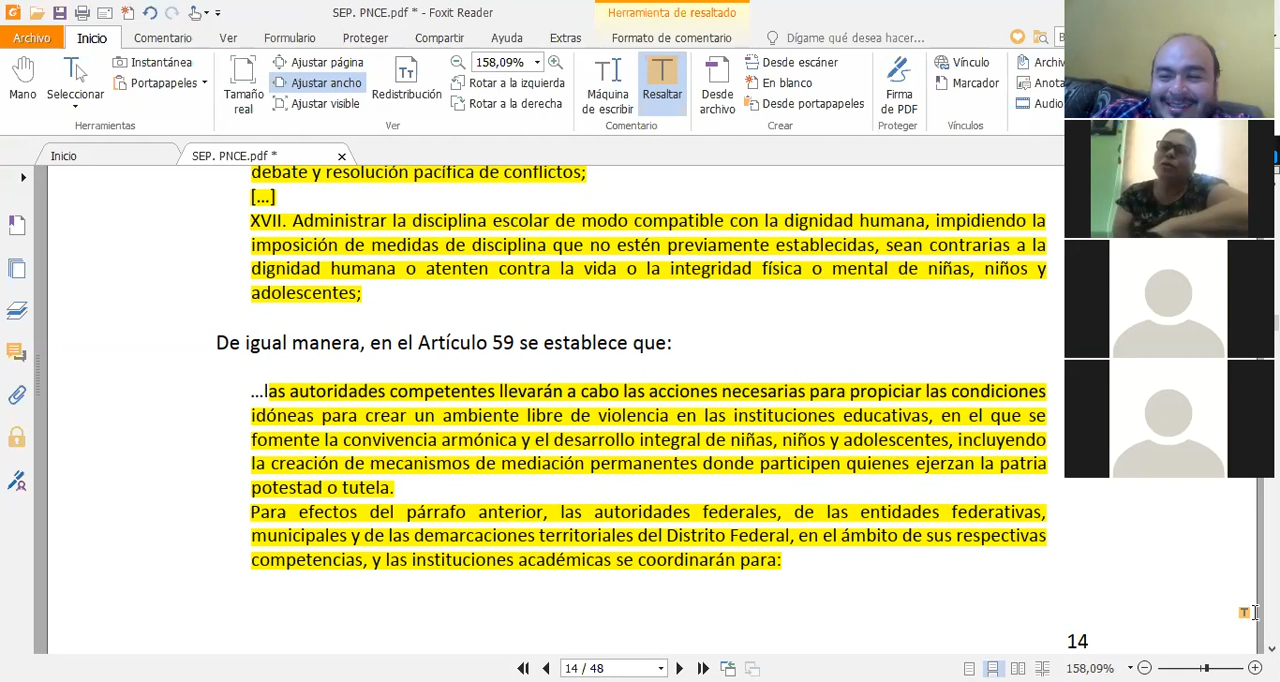 SEP. PNCE.pdf * - Foxit Reader
Herramienta de resaltado
Archivo
Inicio
Comentario
Ver
Formulario
Proteger
Compartir
Ayuda
Extras
Formato de comentario
Dígame qué desea hacer...
Mano
Seleccionar
Instantánea
Portapapeles
Herramientas
Tamaño
real
Ajustar página
Ajustar ancho
Ajustar visible
Redistribución
158,09%
Rotar a la izquierda
Rotar a la derecha
Ver
Máquina
de escribir
Resaltar
Comentario
Desde
archivo
Desde escáner
En blanco
Desde portapapeles
Crear
Firma
de PDF
Proteger
Vínculo
Marcador
Vínculos
Archiv
Anota
Audio
Inicio
SEP. PNCE.pdf *
debate y resolución pacífica de conflictos;
[...]
XVII. Administrar la disciplina escolar de modo compatible con la dignidad humana, impidiendo la
imposición de medidas de disciplina que no estén previamente establecidas, sean contrarias a la
dignidad humana o atenten contra la vida o la integridad física o mental de niñas, niños y
adolescentes;
De igual manera, en el Artículo 59 se establece que:
...las autoridades competentes llevarán a cabo las acciones necesarias para propiciar las condiciones
idóneas para crear un ambiente libre de violencia en las instituciones educativas, en el que se
fomente la convivencia armónica y el desarrollo integral de niñas, niños y adolescentes, incluyendo
la creación de mecanismos de mediación permanentes donde participen quienes ejerzan la patria
potestad o tutela.
Para efectos del párrafo anterior, las autoridades federales, de las entidades federativas,
municipales y de las demarcaciones territoriales del Distrito Federal, en el ámbito de sus respectivas
competencias, y las instituciones académicas se coordinarán para:
14
14 / 48
158,09%